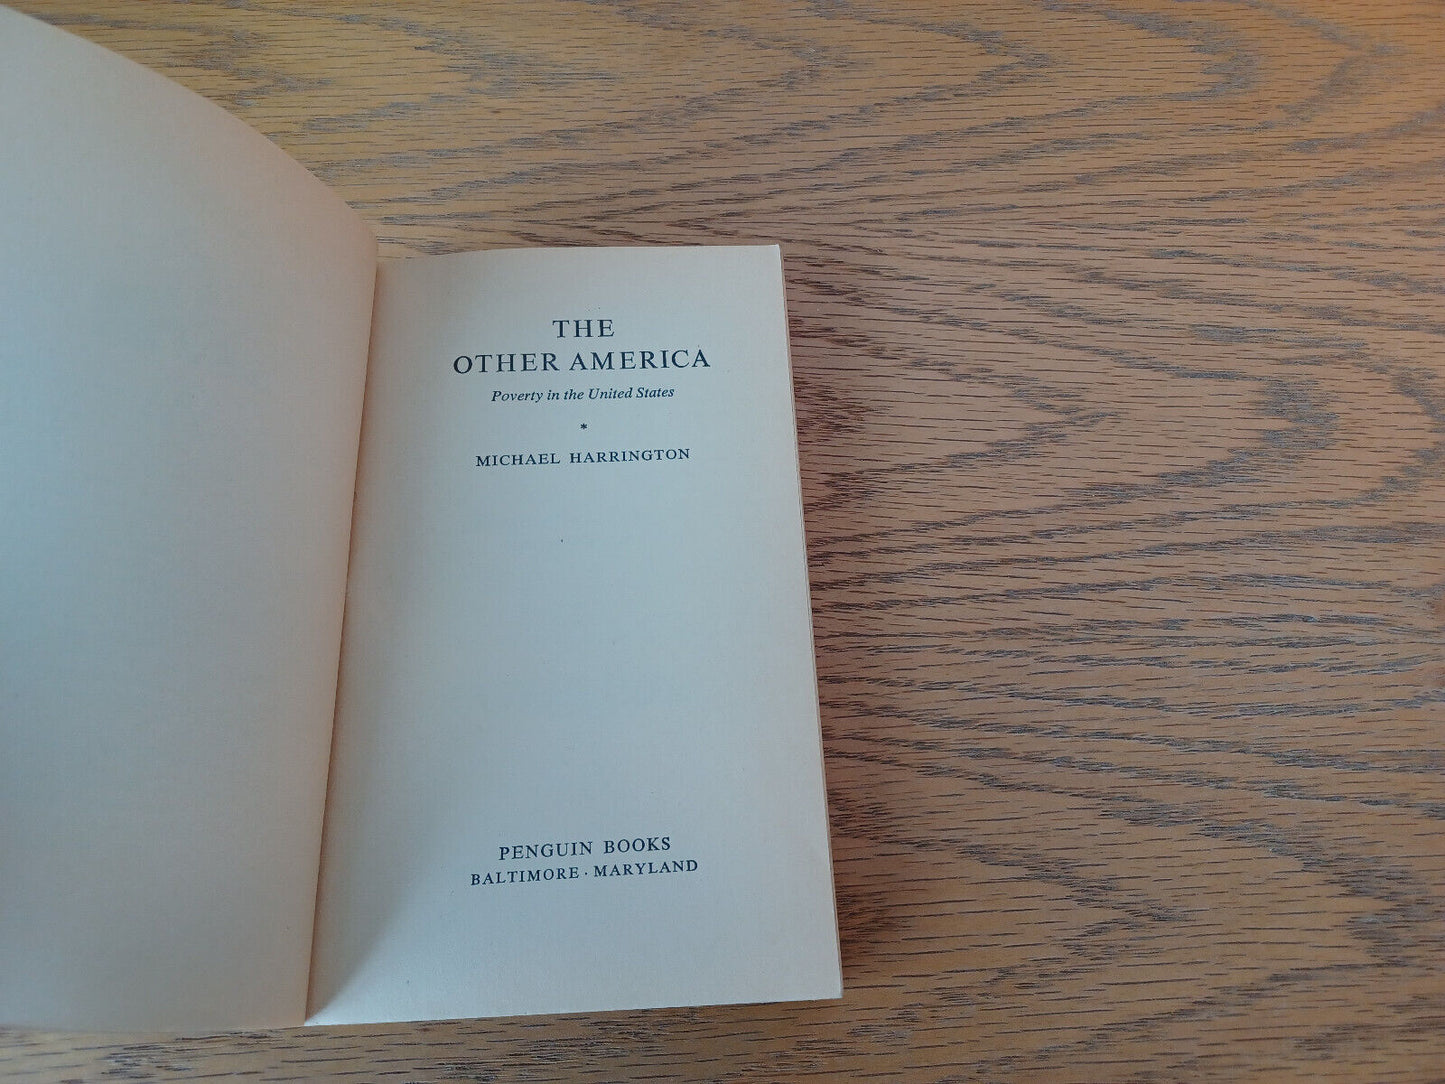 THE
OTHER AMERICA
Poverty in the United States
*
MICHAEL HARRINGTON
PENGUIN BOOKS
BALTIMORE · MARYLAND